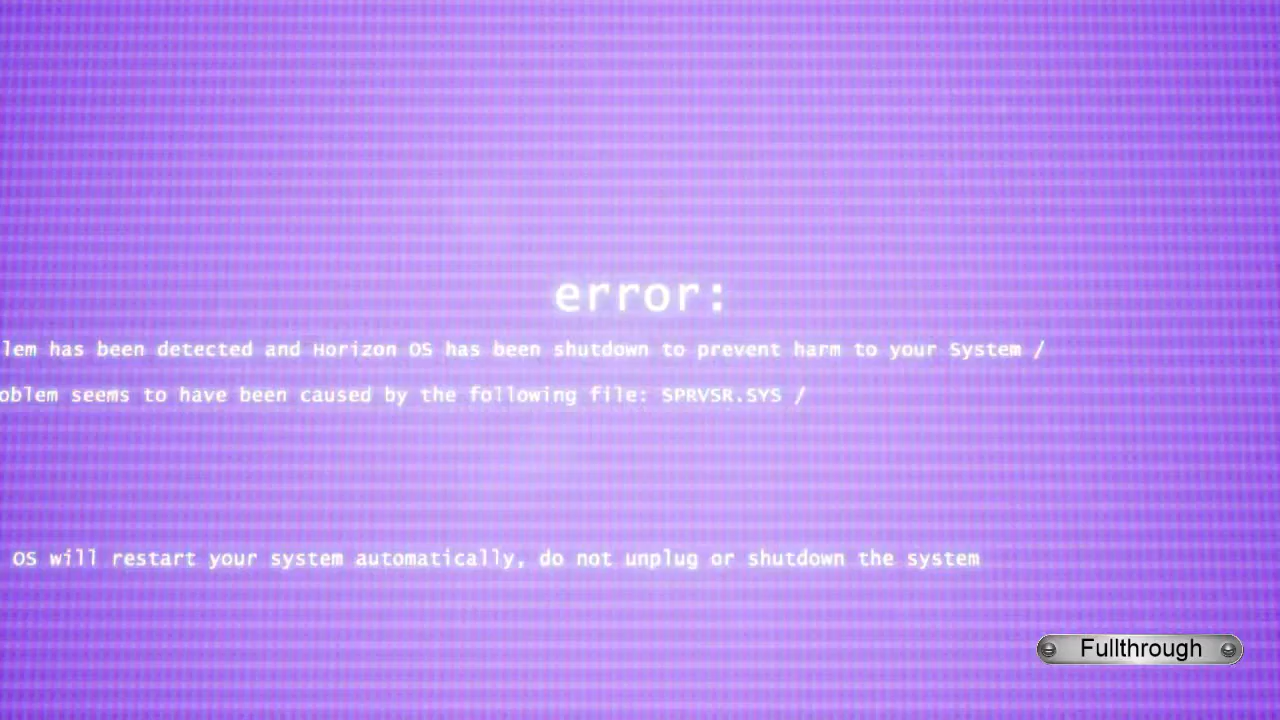 error:
lem has been detected and Horizon OS has been shutdown to prevent harm to your System /
oblem seems to have been caused by the following file: SPRVSR.SYS /
OS will restart your system automatically, do not unplug or shutdown the system
Fullthrough